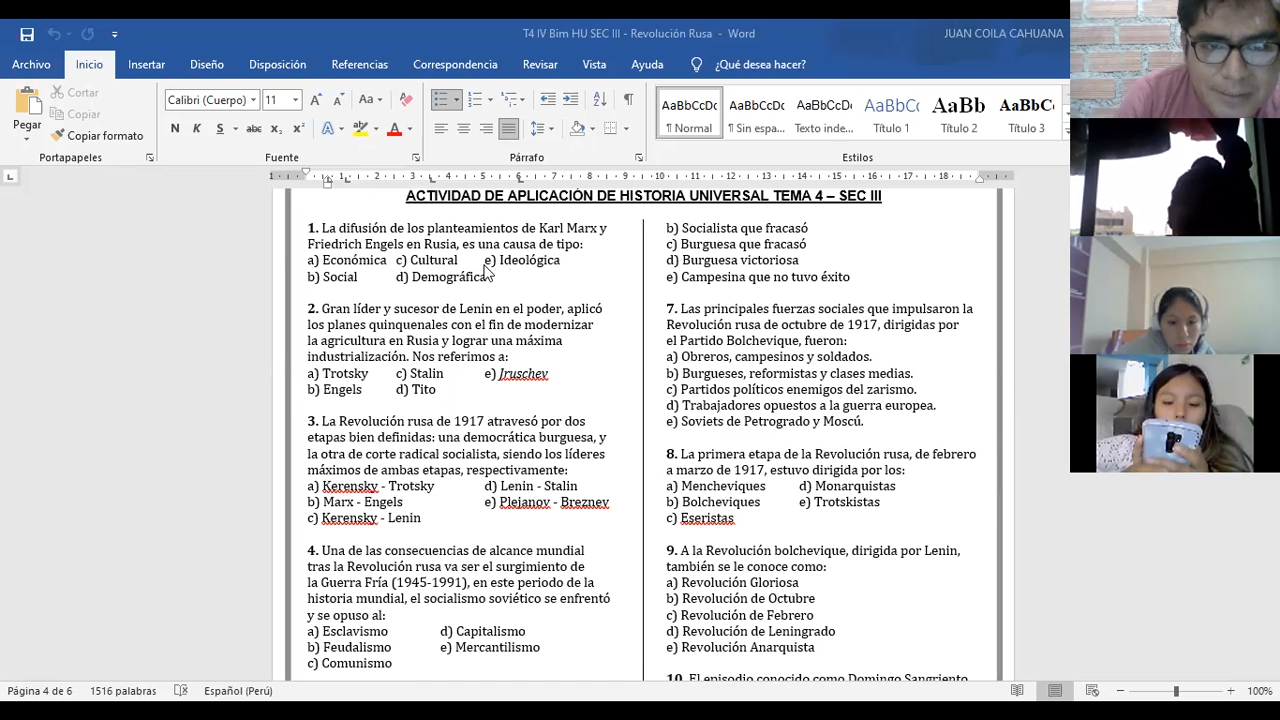 T4 IV Bim HU SEC III - Revolución Rusa - Word
JUAN COILA CAHUANA
Archivo Inicio Insertar Diseño Disposición Referencias Correspondencia Revisar Vista Ayuda ¿Qué desea hacer?
Pegar
Cortar
Copiar
Copiar formato
Portapapeles
Calibri (Cuerpo) 11
Fuente
Párrafo
AaBbCcDc AaBbCcDc AaBbCcDc AaBbCc AaBb AaBbC
¶ Normal ¶ Sin espa... Texto inde... Título 1 Título 2 Título 3
Estilos
ACTIVIDAD DE APLICACIÓN DE HISTORIA UNIVERSAL TEMA 4 – SEC III
1. La difusión de los planteamientos de Karl Marx y
Friedrich Engels en Rusia, es una causa de tipo:
a) Económica c) Cultural e) Ideológica
b) Social d) Demográfica
2. Gran líder y sucesor de Lenin en el poder, aplicó
los planes quinquenales con el fin de modernizar
la agricultura en Rusia y lograr una máxima
industrialización. Nos referimos a:
a) Trotsky c) Stalin e) Jruschev
b) Engels d) Tito
3. La Revolución rusa de 1917 atravesó por dos
etapas bien definidas: una democrática burguesa, y
la otra de corte radical socialista, siendo los líderes
máximos de ambas etapas, respectivamente:
a) Kerensky - Trotsky d) Lenin - Stalin
b) Marx - Engels e) Plejanov - Breznev
c) Kerensky - Lenin
4. Una de las consecuencias de alcance mundial
tras la Revolución rusa va ser el surgimiento de
la Guerra Fría (1945-1991), en este periodo de la
historia mundial, el socialismo soviético se enfrentó
y se opuso al:
a) Esclavismo d) Capitalismo
b) Feudalismo e) Mercantilismo
c) Comunismo
b) Socialista que fracasó
c) Burguesa que fracasó
d) Burguesa victoriosa
e) Campesina que no tuvo éxito
7. Las principales fuerzas sociales que impulsaron la
Revolución rusa de octubre de 1917, dirigidas por
el Partido Bolchevique, fueron:
a) Obreros, campesinos y soldados.
b) Burgueses, reformistas y clases medias.
c) Partidos políticos enemigos del zarismo.
d) Trabajadores opuestos a la guerra europea.
e) Soviets de Petrogrado y Moscú.
8. La primera etapa de la Revolución rusa, de febrero
a marzo de 1917, estuvo dirigida por los:
a) Mencheviques d) Monarquistas
b) Bolcheviques e) Trotskistas
c) Eseristas
9. A la Revolución bolchevique, dirigida por Lenin,
también se le conoce como:
a) Revolución Gloriosa
b) Revolución de Octubre
c) Revolución de Febrero
d) Revolución de Leningrado
e) Revolución Anarquista
10. El episodio conocido como Domingo Sangriento
Página 4 de 6 1516 palabras Español (Perú) 100%